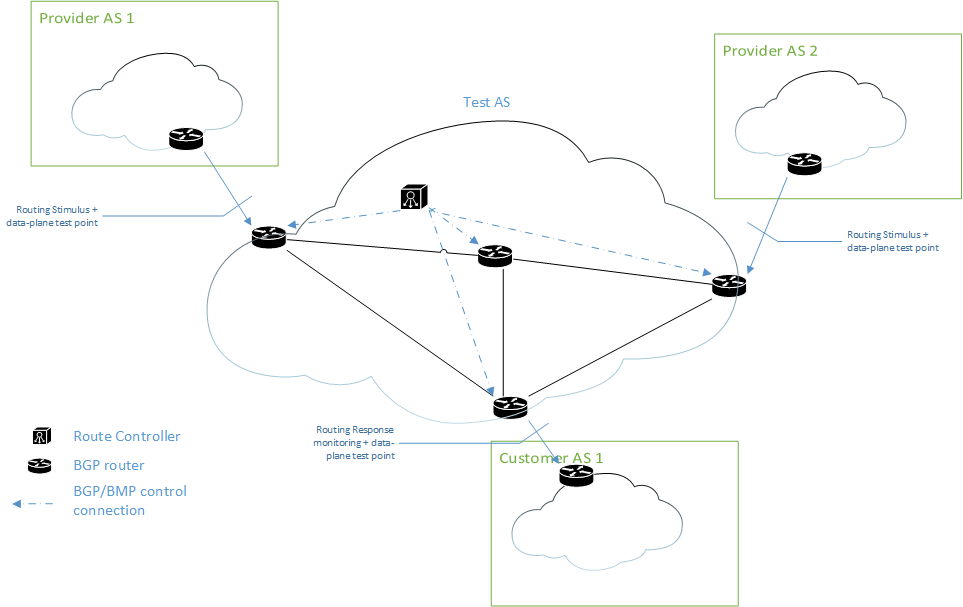 Provider AS 1
Provider AS 2
Test AS
Routing Stimulus +
data-plane test point
Routing Stimulus +
data-plane test point
Routing Response
monitoring + data-
plane test point
Route Controller
BGP router
BGP/BMP control
connection
Customer AS 1